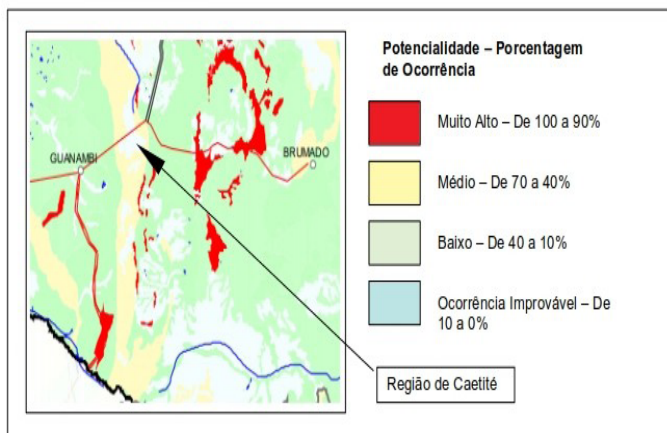 Potencialidade – Porcentagem
de Ocorrência
Muito Alto – De 100 a 90%
Médio – De 70 a 40%
Baixo – De 40 a 10%
Ocorrência Improvável – De
10 a 0%
Região de Caetité
GUANAMBI
BRUMADO